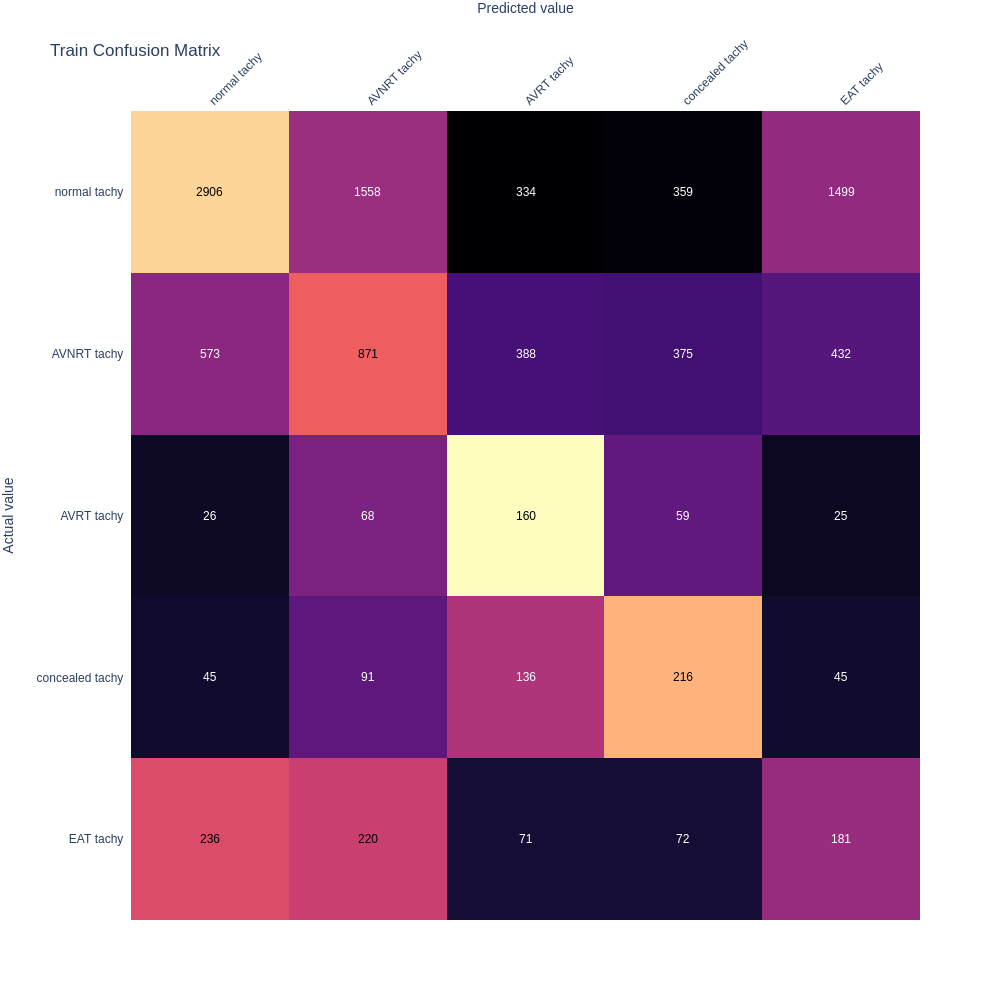 Predicted value
Train Confusion Matrix
normal tachy
AVNRT tachy
AVRT tachy
concealed tachy
EAT tachy
normal tachy 2906 1558 334 359 1499
AVNRT tachy 573 871 388 375 432
Actual value
AVRT tachy 26 68 160 59 25
concealed tachy 45 91 136 216 45
EAT tachy 236 220 71 72 181